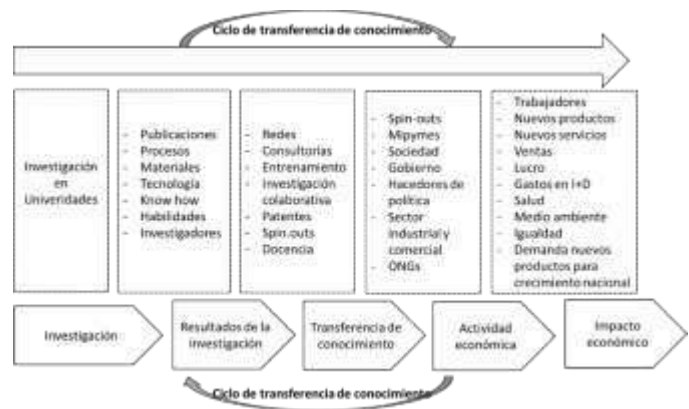 Ciclo de transferencia de conocimiento
Investigación
en
Univeridades
- Publicaciones
- Procesos
- Materiales
- Tecnología
- Know how
- Habilidades
- Investigadores
- Redes
- Consultorías
- Entrenamiento
- Investigación
colaborativa
- Patentes
- Spin.outs
- Docencia
- Spin-outs
- Mipymes
- Sociedad
- Gobierno
- Hacedores de
política
- Sector
industrial y
comercial
- ONGs
- Trabajadores
- Nuevos productos
- Nuevos servicios
- Ventas
- Lucro
- Gastos en I+D
- Salud
- Medio ambiente
- Igualdad
- Demanda nuevos
productos para
crecimiento nacional
Investigación
Resultados de la
investigación
Transferencia de
conocimiento
Actividad
económica
Impacto
económico
Ciclo de transferencia de conocimiento